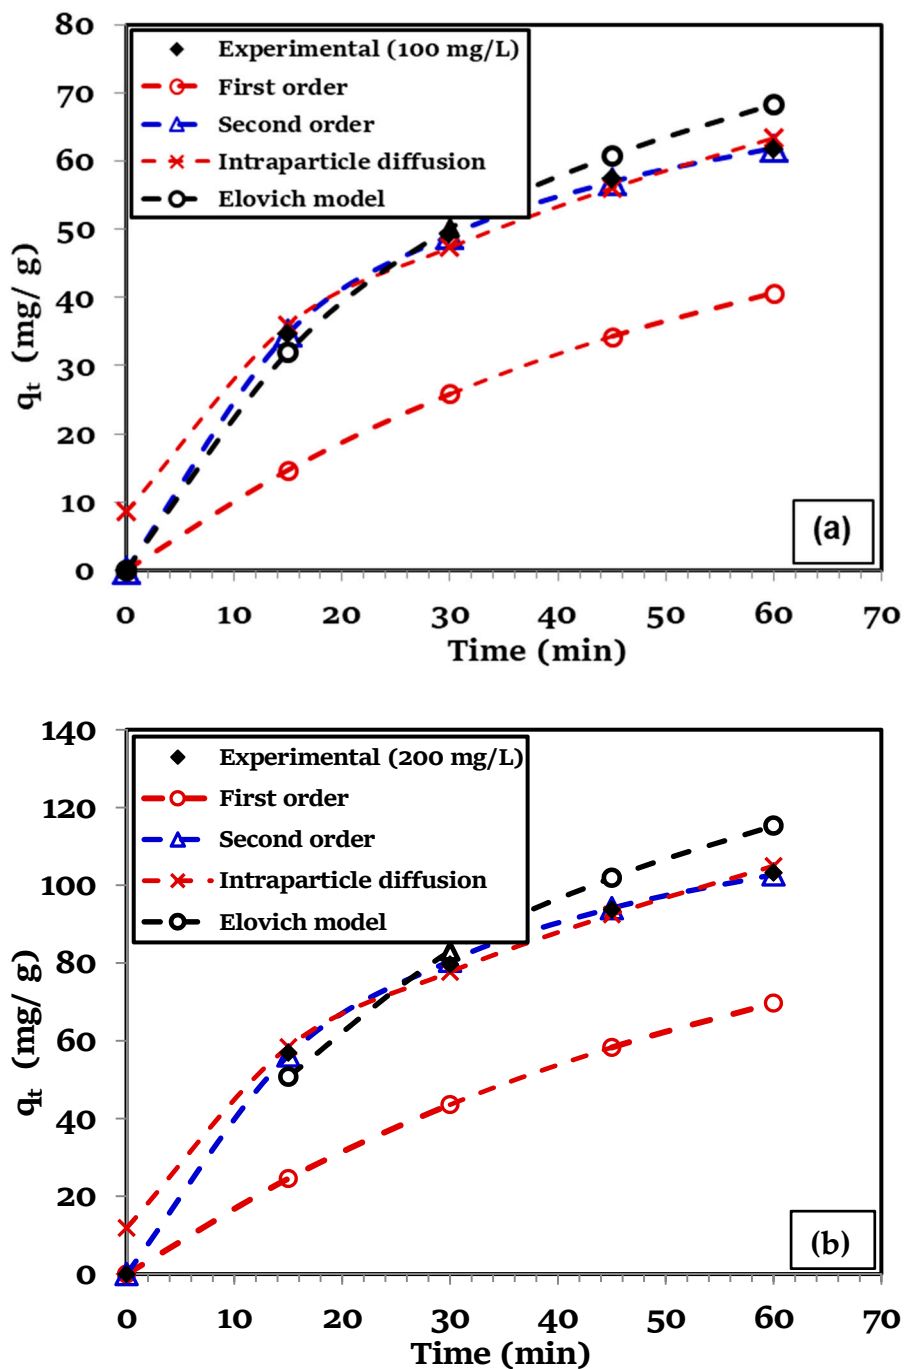 80
70
60
50
40
30
20
10
0
qt (mg/ g)
Experimental (100 mg/L)
First order
Second order
Intraparticle diffusion
Elovich model
(a)
0 10 20 30 40 50 60 70
Time (min)
140
120
100
80
60
40
20
0
qt (mg/ g)
Experimental (200 mg/L)
First order
Second order
Intraparticle diffusion
Elovich model
(b)
0 10 20 30 40 50 60 70
Time (min)